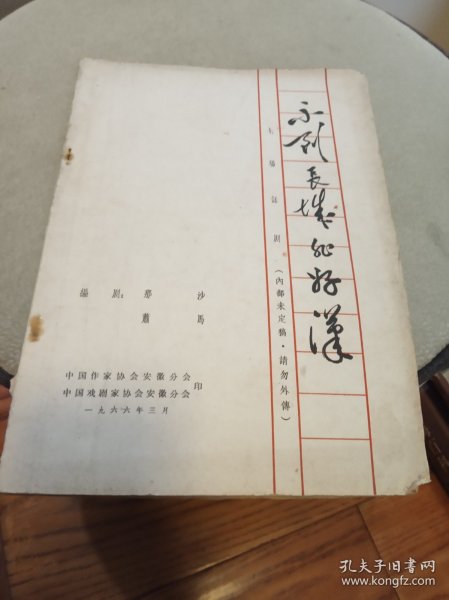 不到長城非好漢
七場話剧
(內部未定稿·請勿外傳)
編 剧:那 沙
蕭 馬
中国作家协会安徽分会
中国戏剧家协会安徽分会
印
一九六六年三月
孔夫子旧书网
www.kongfz.com